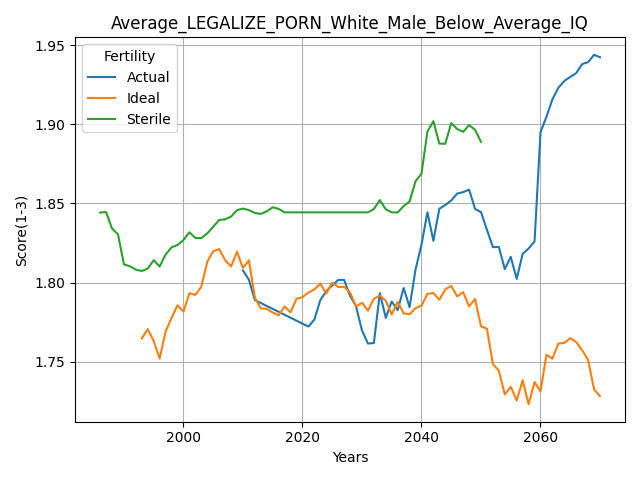 Average_LEGALIZE_PORN_White_Male_Below_Average_IQ
Fertility
Actual
Ideal
Sterile
Score(1-3)
1.95
1.90
1.85
1.80
1.75
2000
2020
2040
2060
Years